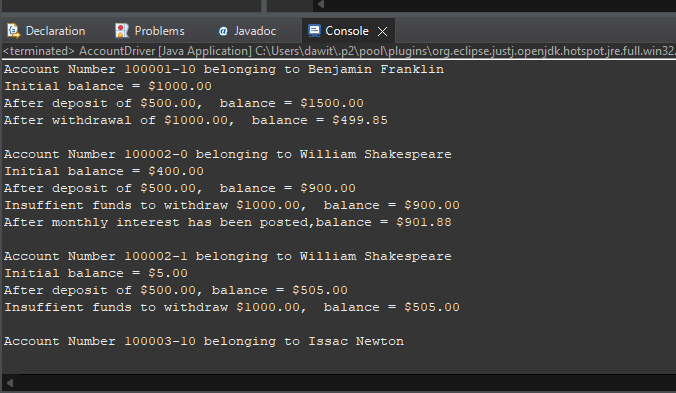 Declaration Problems @ Javadoc Console
<terminated> AccountDriver [Java Application] C:\Users\dawit\.p2\pool\plugins\org.eclipse.justj.openjdk.hotspot.jre.full.win32.
Account Number 100001-10 belonging to Benjamin Franklin
Initial balance = $1000.00
After deposit of $500.00,  balance = $1500.00
After withdrawal of $1000.00,  balance = $499.85

Account Number 100002-0 belonging to William Shakespeare
Initial balance = $400.00
After deposit of $500.00,  balance = $900.00
Insuffient funds to withdraw $1000.00,  balance = $900.00
After monthly interest has been posted,balance = $901.88

Account Number 100002-1 belonging to William Shakespeare
Initial balance = $5.00
After deposit of $500.00, balance = $505.00
Insuffient funds to withdraw $1000.00,  balance = $505.00

Account Number 100003-10 belonging to Issac Newton